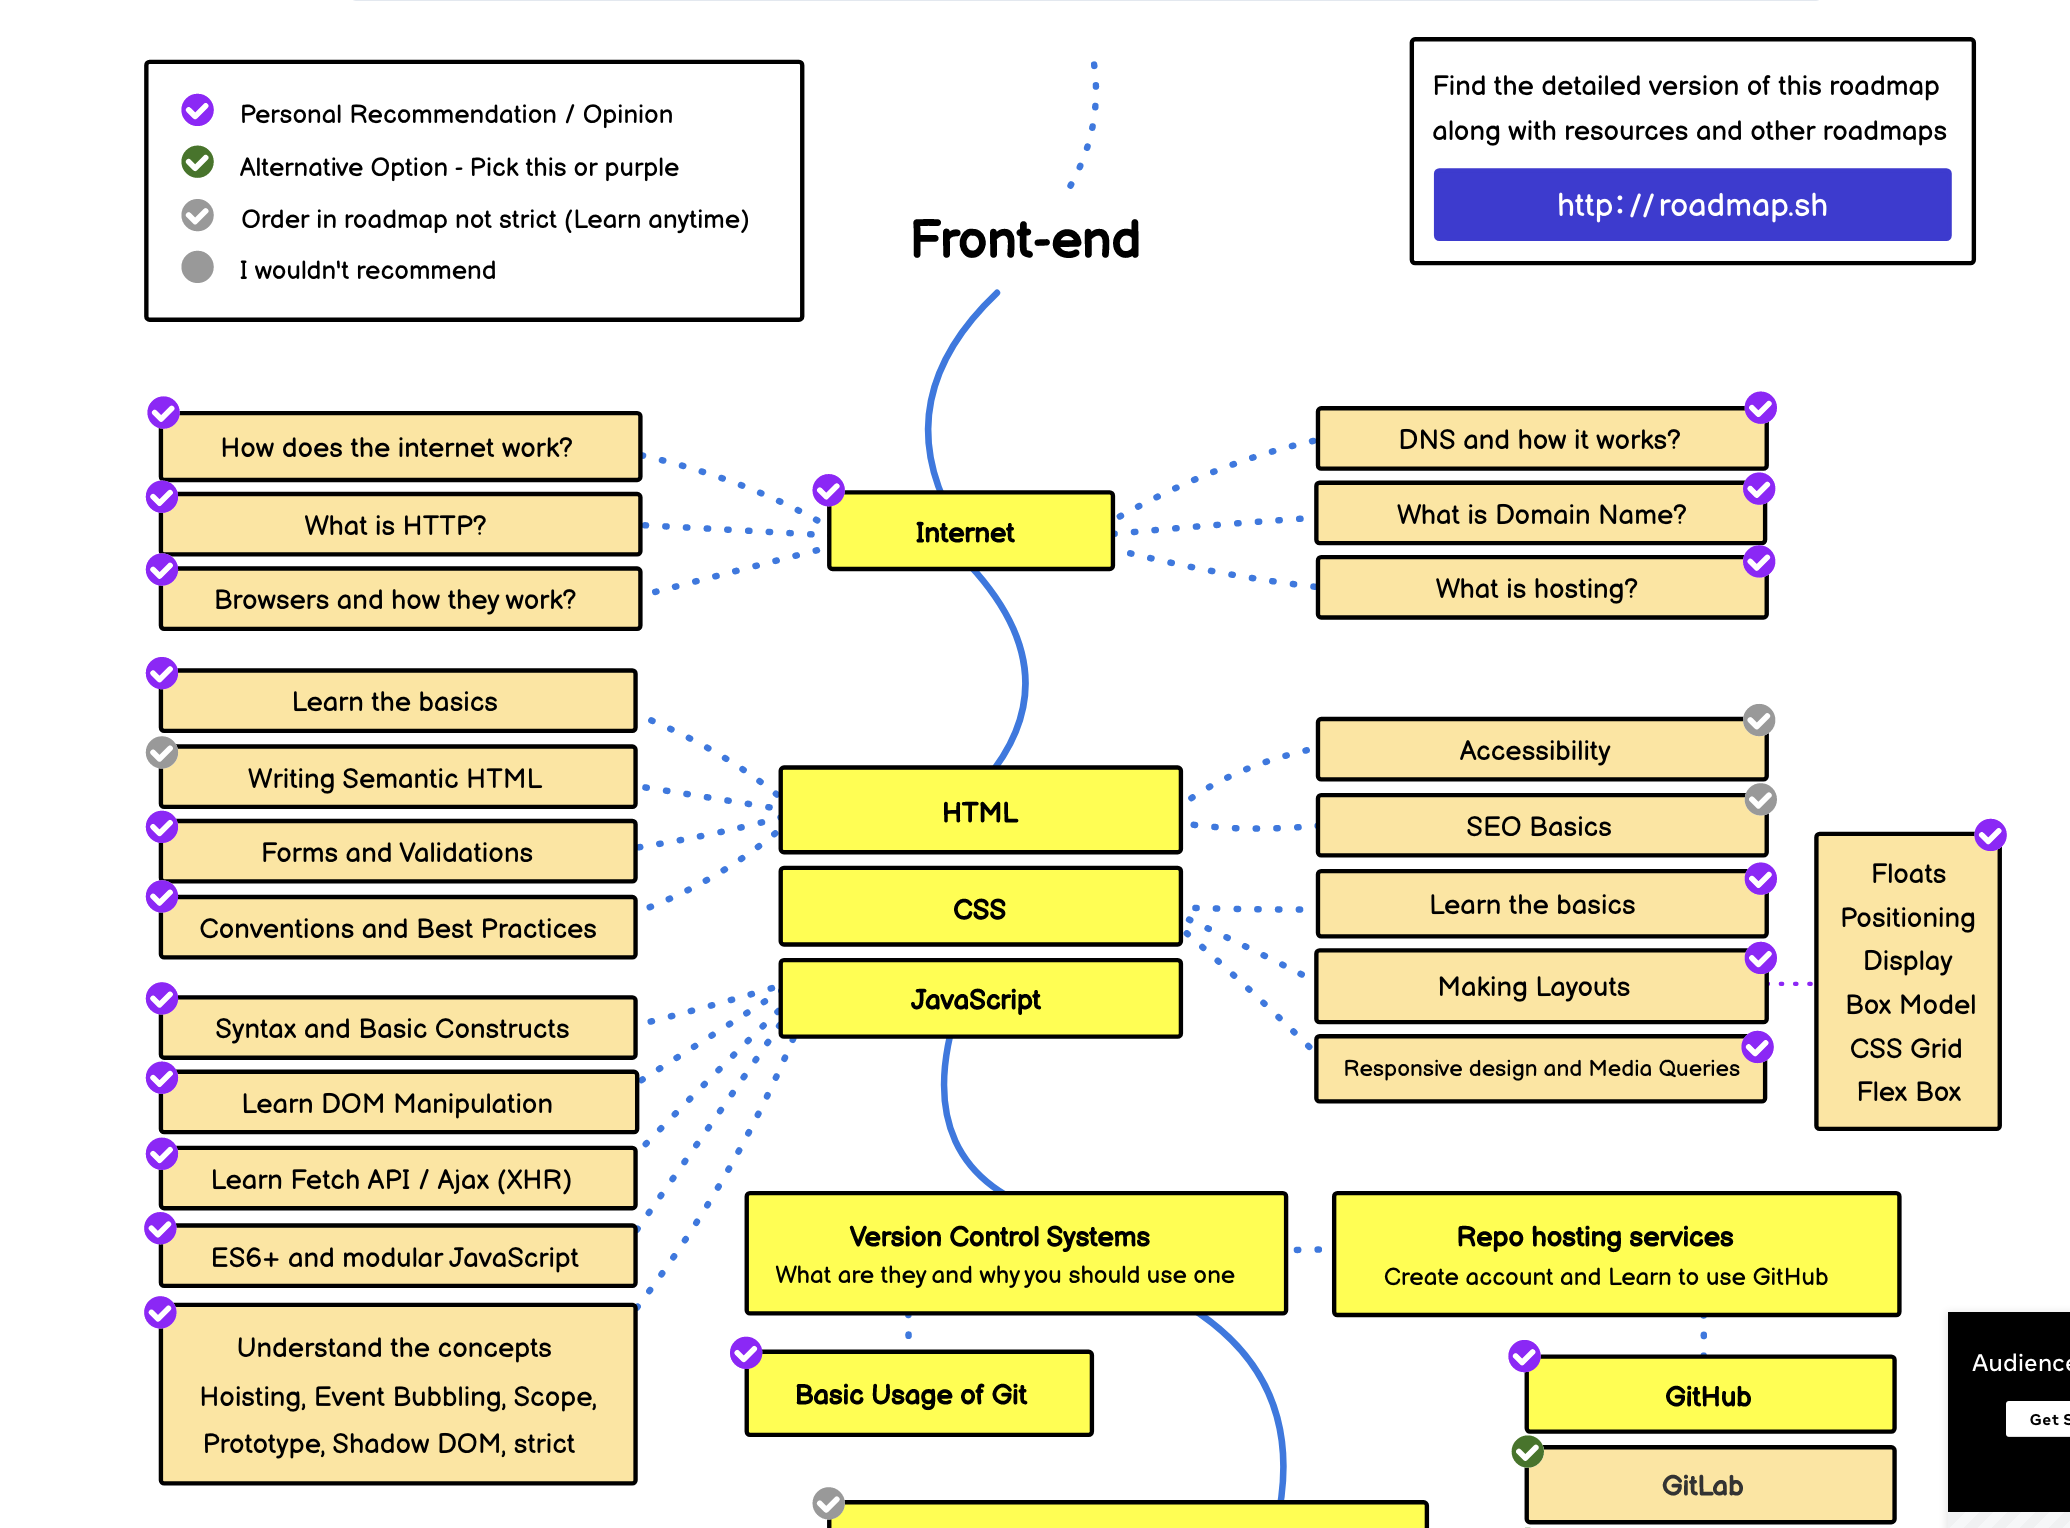 Personal Recommendation / Opinion
Alternative Option - Pick this or purple
Order in roadmap not strict (Learn anytime)
I wouldn't recommend
Find the detailed version of this roadmap
along with resources and other roadmaps
http://roadmap.sh
Front-end
How does the internet work?
What is HTTP?
Browsers and how they work?
Internet
DNS and how it works?
What is Domain Name?
What is hosting?
Learn the basics
Writing Semantic HTML
Forms and Validations
Conventions and Best Practices
HTML
Accessibility
SEO Basics
CSS
Learn the basics
Making Layouts
Responsive design and Media Queries
Floats
Positioning
Display
Box Model
CSS Grid
Flex Box
JavaScript
Syntax and Basic Constructs
Learn DOM Manipulation
Learn Fetch API / Ajax (XHR)
ES6+ and modular JavaScript
Understand the concepts
Hoisting, Event Bubbling, Scope,
Prototype, Shadow DOM, strict
Version Control Systems
What are they and why you should use one
Repo hosting services
Create account and Learn to use GitHub
Basic Usage of Git
GitHub
GitLab
Audience
Get S